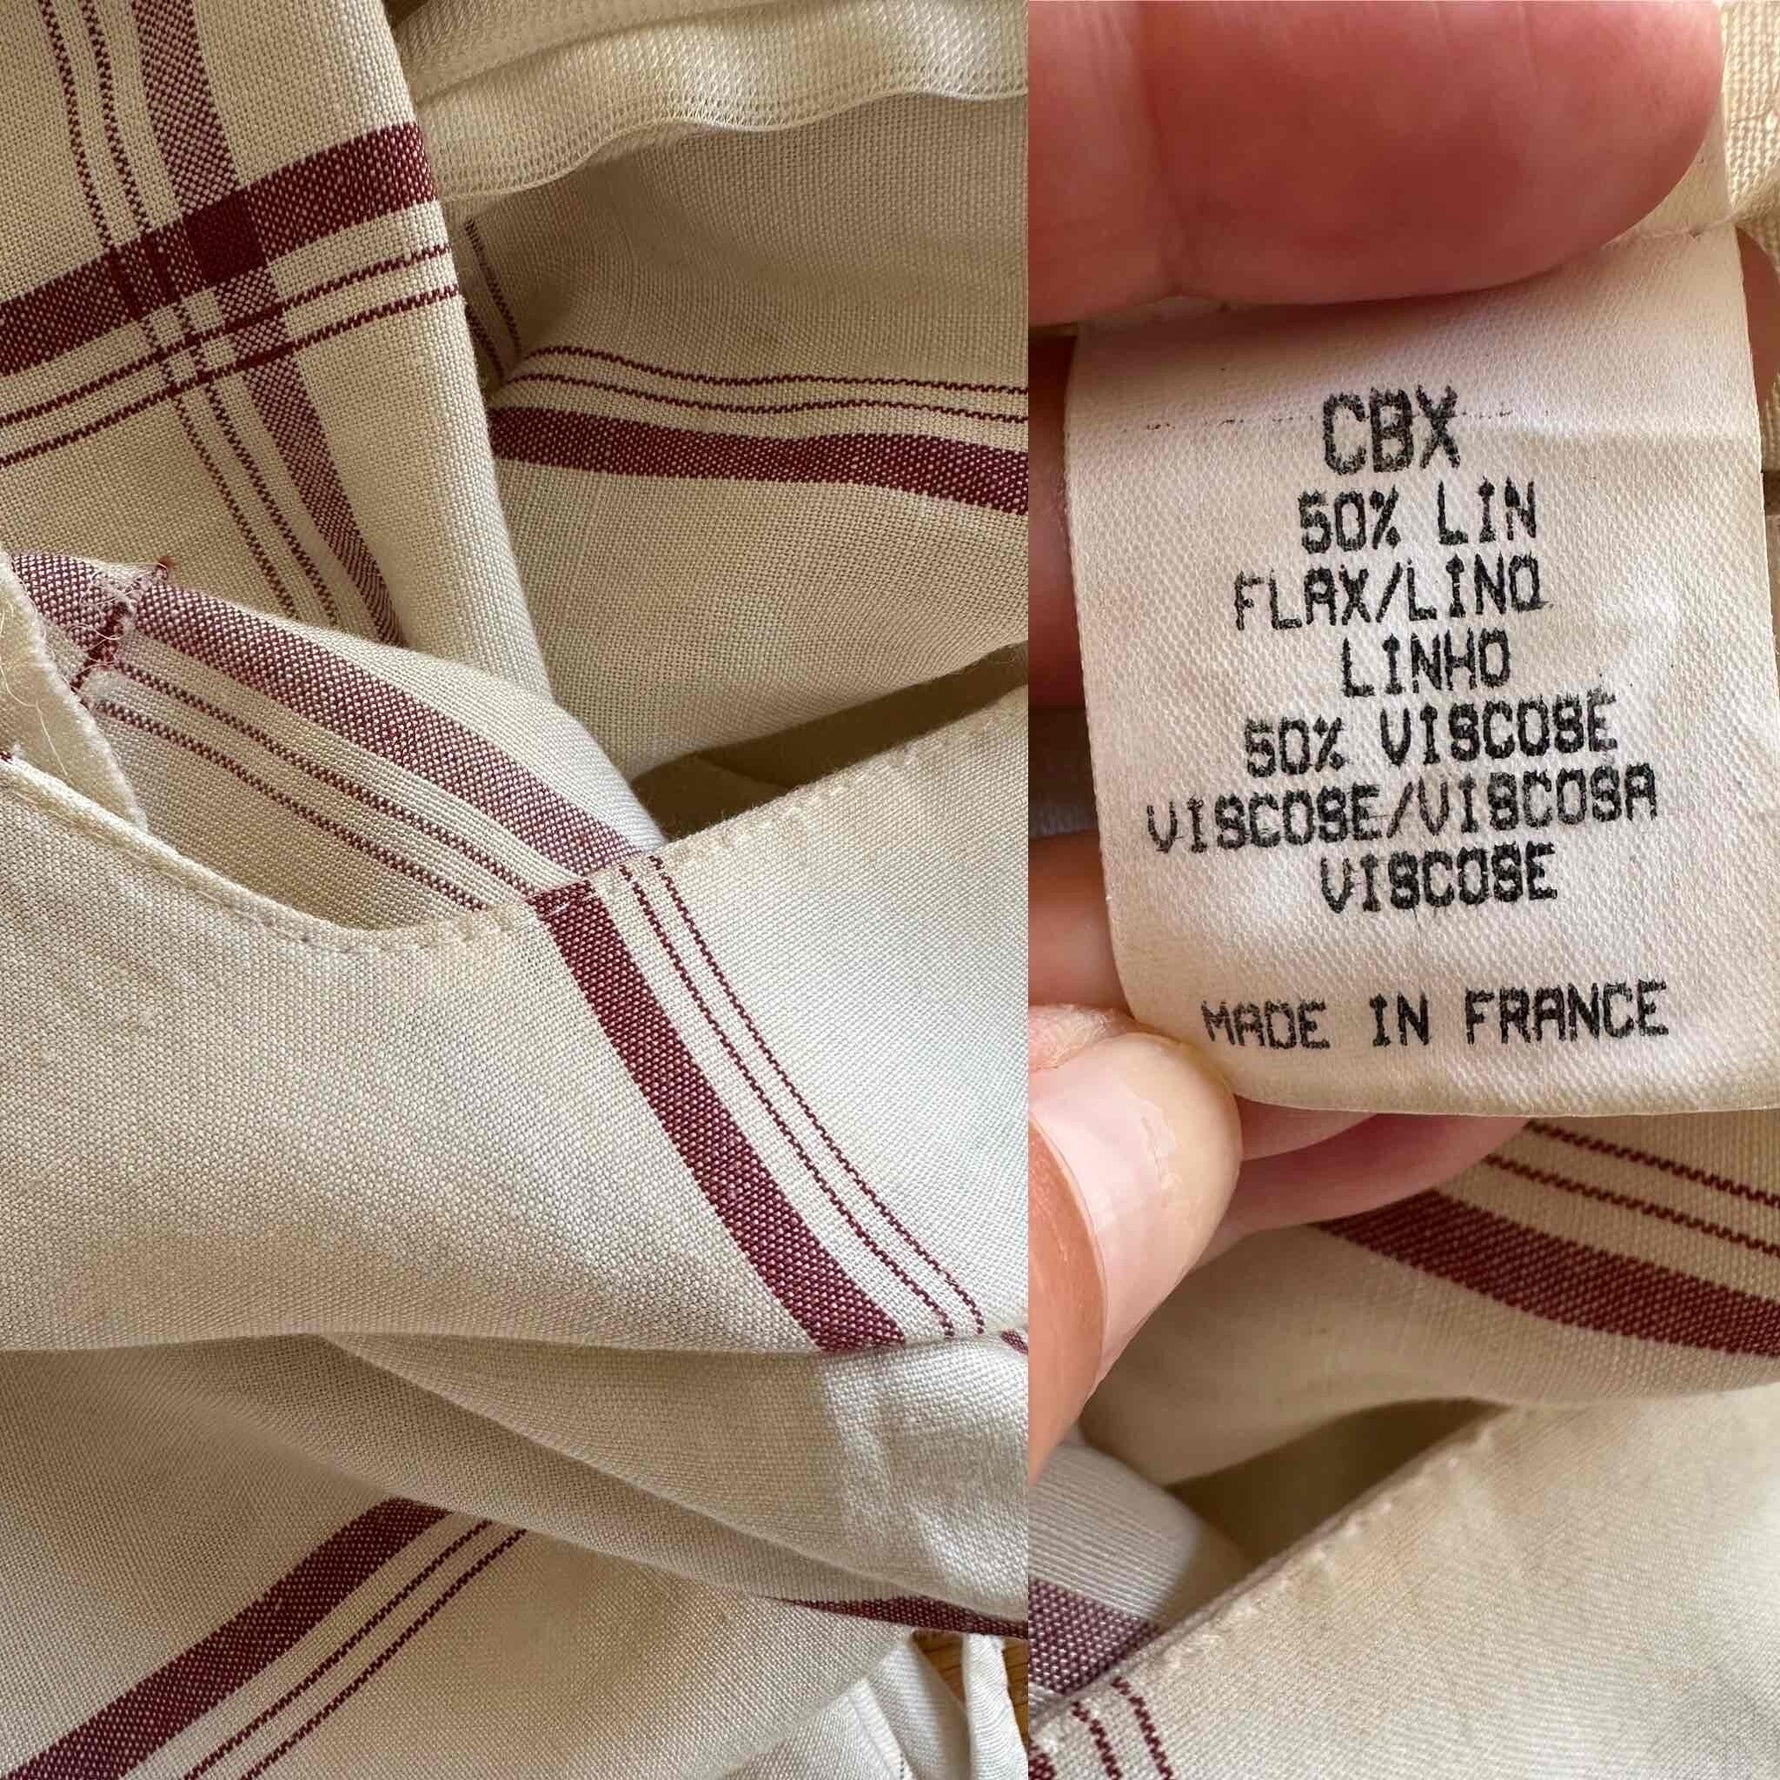 CBX
50% LIN
FLAX/LINO
LINHO
50% VISCOSE
VISCOSE/VISCOSA
VISCOSE
MADE IN FRANCE